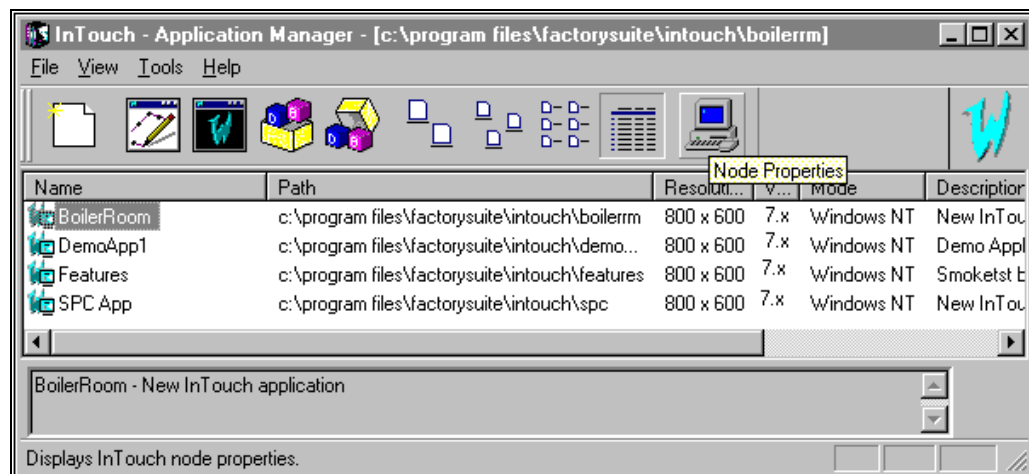 InTouch - Application Manager - [c:\program files\factorysuite\intouch\boilerrm]
File View Tools Help
Node Properties
Name Path Resoluti... V... Mode Description
BoilerRoom c:\program files\factorysuite\intouch\boilerrm 800 x 600 7.x Windows NT New InTou
DemoApp1 c:\program files\factorysuite\intouch\demo... 800 x 600 7.x Windows NT Demo Appl
Features c:\program files\factorysuite\intouch\features 800 x 600 7.x Windows NT Smoketst b
SPC App c:\program files\factorysuite\intouch\spc 800 x 600 7.x Windows NT New InTou
BoilerRoom - New InTouch application
Displays InTouch node properties.